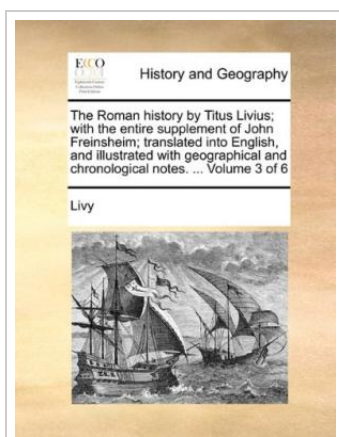 ECCO
History and Geography
The Roman history by Titus Livius;
with the entire supplement of John
Freinsheim; translated into English,
and illustrated with geographical and
chronological notes. ... Volume 3 of 6
Livy